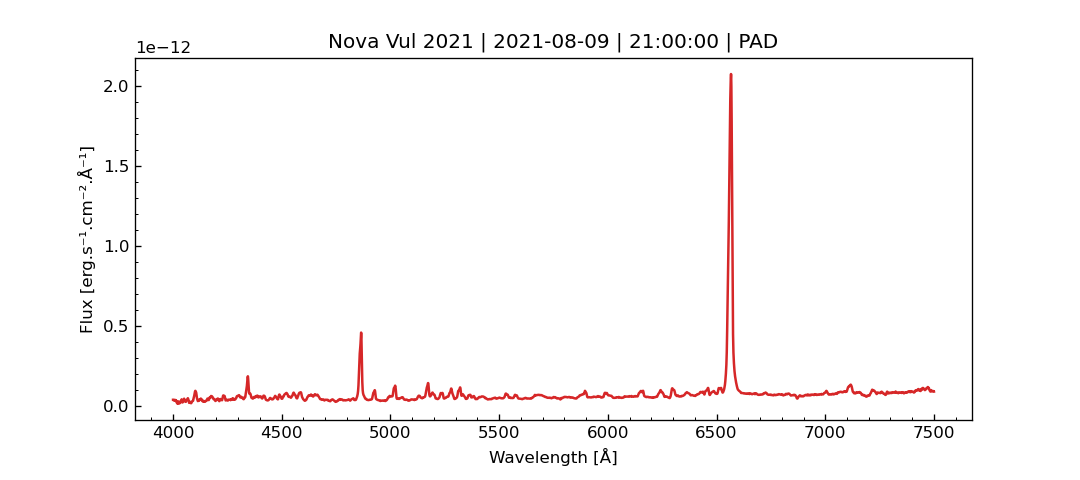 Nova Vul 2021 | 2021-08-09 | 21:00:00 | PAD
1e−12
Flux [erg.s⁻¹.cm⁻².Å⁻¹]
2.0
1.5
1.0
0.5
0.0
4000 4500 5000 5500 6000 6500 7000 7500
Wavelength [Å]